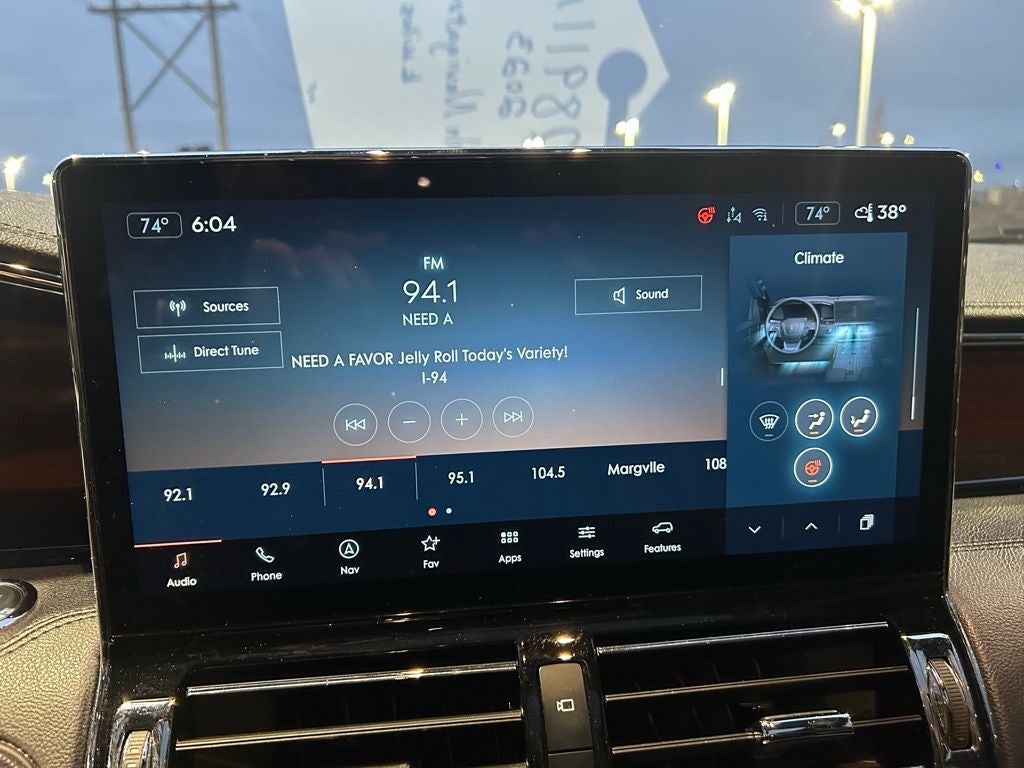 74° 6:04
74° 38°
FM
94.1
NEED A
Sources
Direct Tune
Sound
NEED A FAVOR Jelly Roll Today's Variety!
I-94
Climate
92.1 92.9 94.1 95.1 104.5 Margvlle 108
Audio Phone Nav Fav Apps Settings Features